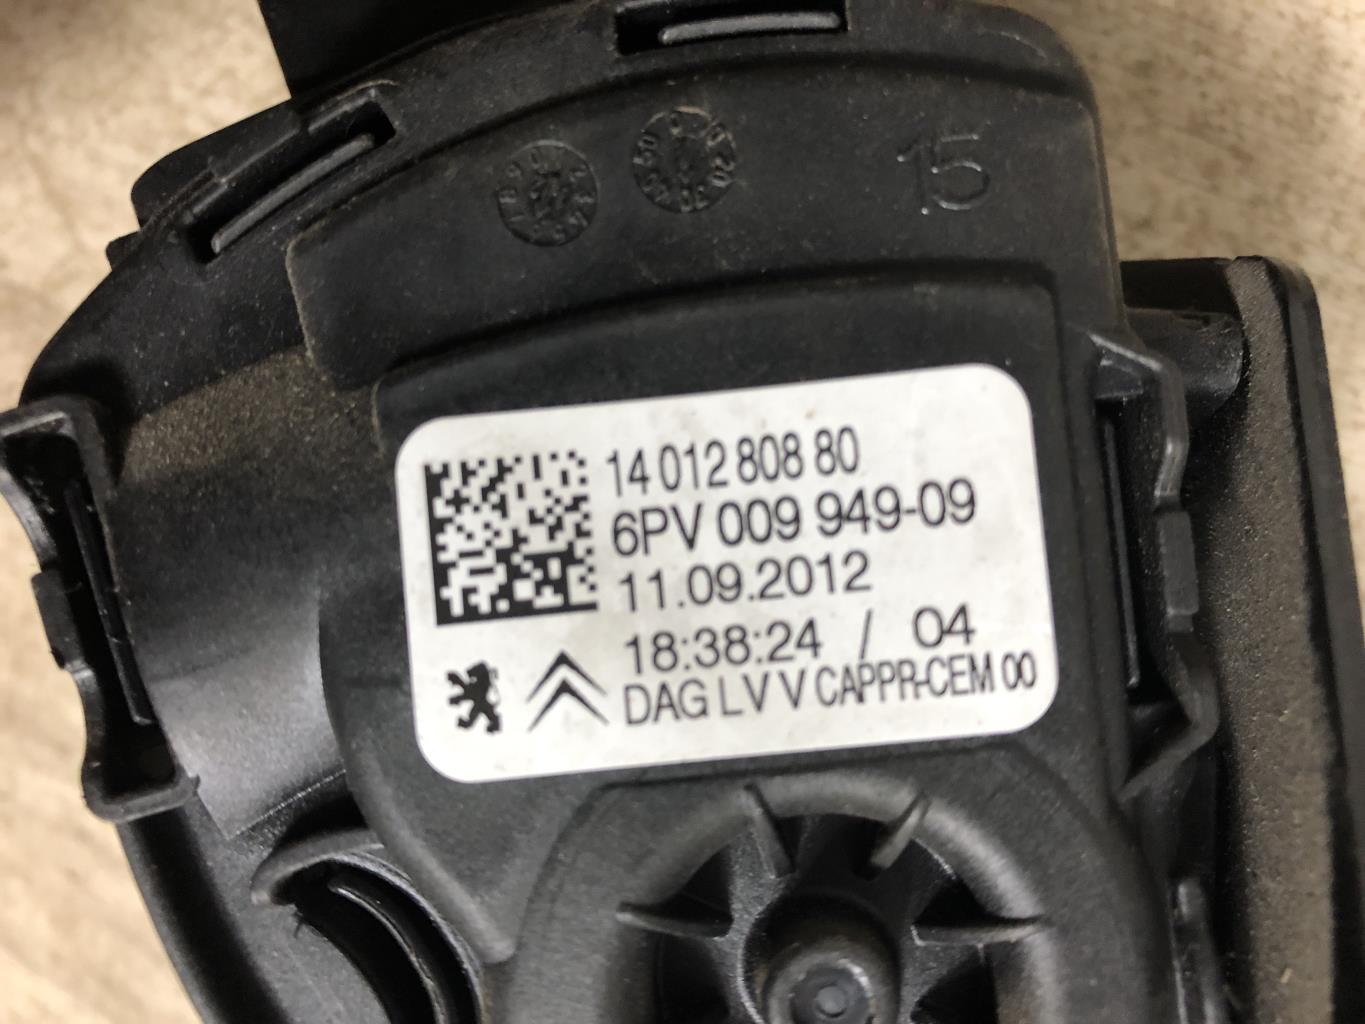 15
14 012 808 80
6PV 009 949-09
11.09.2012
18:38:24 / 04
DAG LV V CAPPR-CEM 00